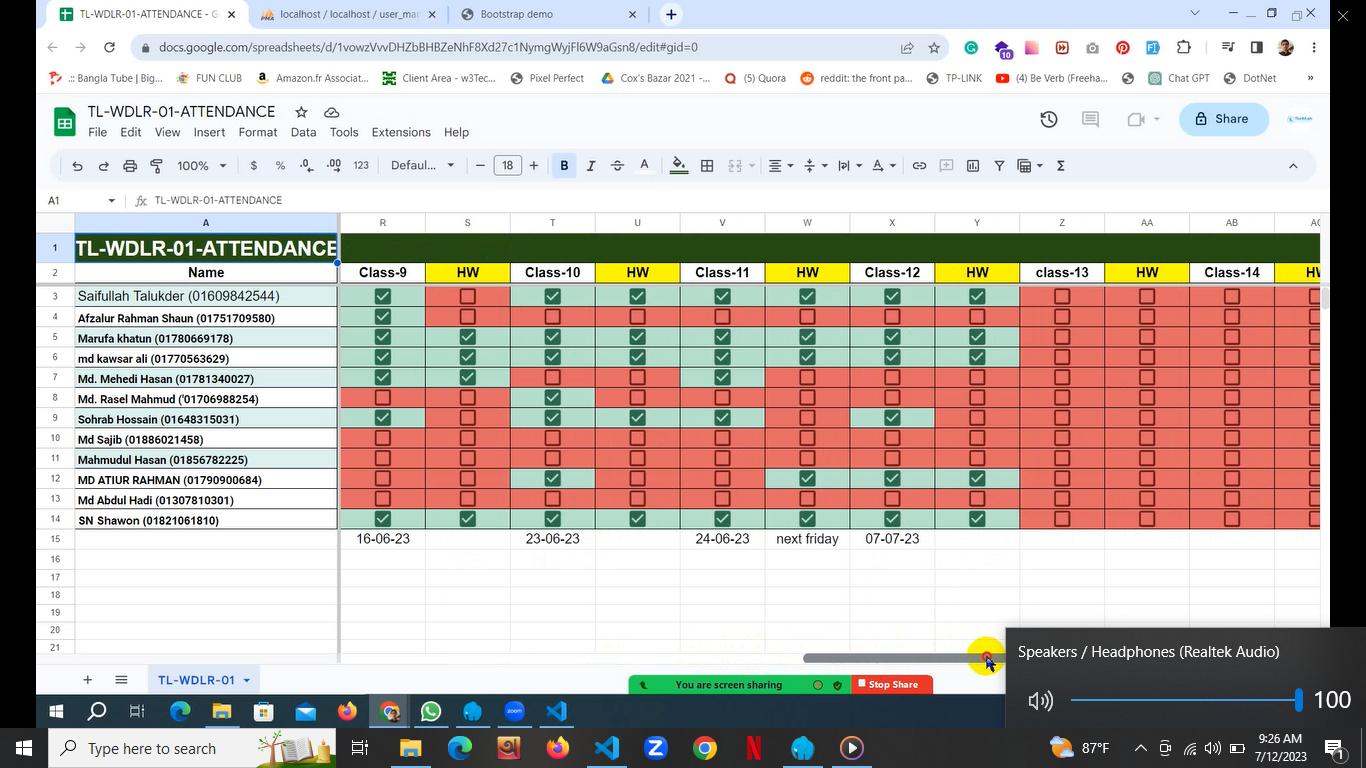 TL-WDLR-01-ATTENDANCE - G
localhost / localhost / user_mar
Bootstrap demo
docs.google.com/spreadsheets/d/1vowzVvvDHZbBHBZeNhF8Xd27c1NymgWyjFl6W9aGsn8/edit#gid=0
10
.:: Bangla Tube | Big...
FUN CLUB
Amazon.fr Associat...
Client Area - w3Tec...
Pixel Perfect
Cox's Bazar 2021 -...
(5) Quora
reddit: the front pa...
TP-LINK
(4) Be Verb (Freeha...
Chat GPT
DotNet
TL-WDLR-01-ATTENDANCE
File Edit View Insert Format Data Tools Extensions Help
Share
100% $ % .0 .00 123 Defaul... 18 B I A
A1 fx TL-WDLR-01-ATTENDANCE
A R S T U V W X Y Z AA AB AC
1 TL-WDLR-01-ATTENDANCE
2 Name Class-9 HW Class-10 HW Class-11 HW Class-12 HW class-13 HW Class-14
3 Saifullah Talukder (01609842544)
4 Afzalur Rahman Shaun (01751709580)
5 Marufa khatun (01780669178)
6 md kawsar ali (01770563629)
7 Md. Mehedi Hasan (01781340027)
8 Md. Rasel Mahmud ('01706988254)
9 Sohrab Hossain (01648315031)
10 Md Sajib (01886021458)
11 Mahmudul Hasan (01856782225)
12 MD ATIUR RAHMAN (01790900684)
13 Md Abdul Hadi (01307810301)
14 SN Shawon (01821061810)
15 16-06-23 23-06-23 24-06-23 next friday 07-07-23
16
17
18
19
20
21
Speakers / Headphones (Realtek Audio)
100
TL-WDLR-01
You are screen sharing
Stop Share
zoom
Type here to search
87°F
9:26 AM
7/12/2023
1